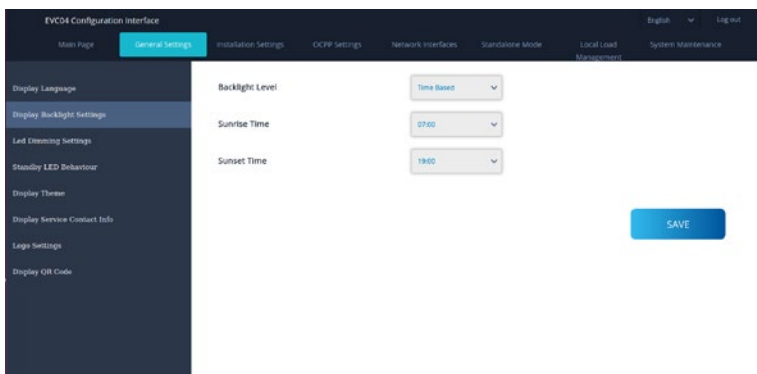 EVC04 Configuration Interface
English
Log out
Main Page
General Settings
Installation Settings
OCPP Settings
Network Interfaces
Standalone Mode
Local Load
Management
System Maintenance
Display Language
Display Backlight Settings
Led Dimming Settings
Standby LED Behaviour
Display Theme
Display Service Contact Info
Logo Settings
Display QR Code
Backlight Level
Time Based
Sunrise Time
07:00
Sunset Time
19:00
SAVE